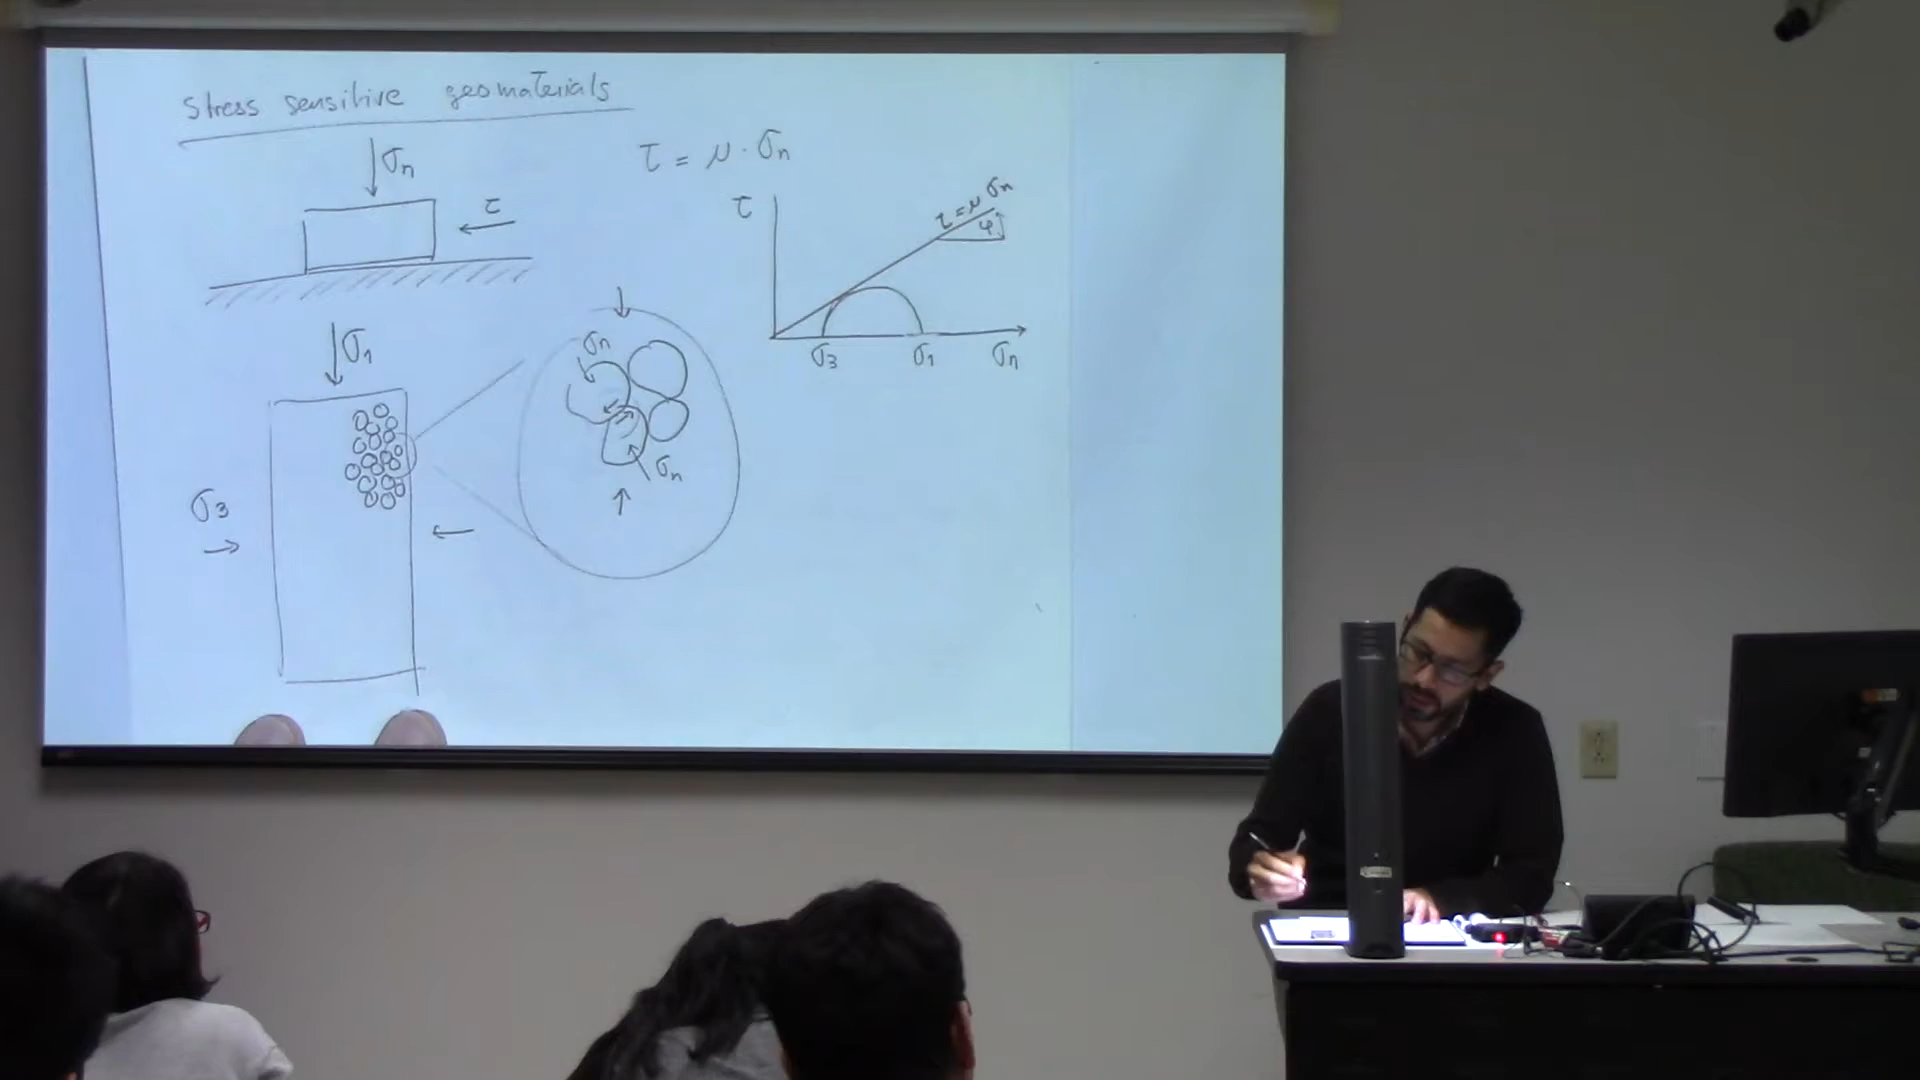 Stress sensitive geomaterials
σn
τ = μ · σn
τ
τ
τ = μ σn
φ
σ3
σ1
σn
σ1
σn
σn
σ3